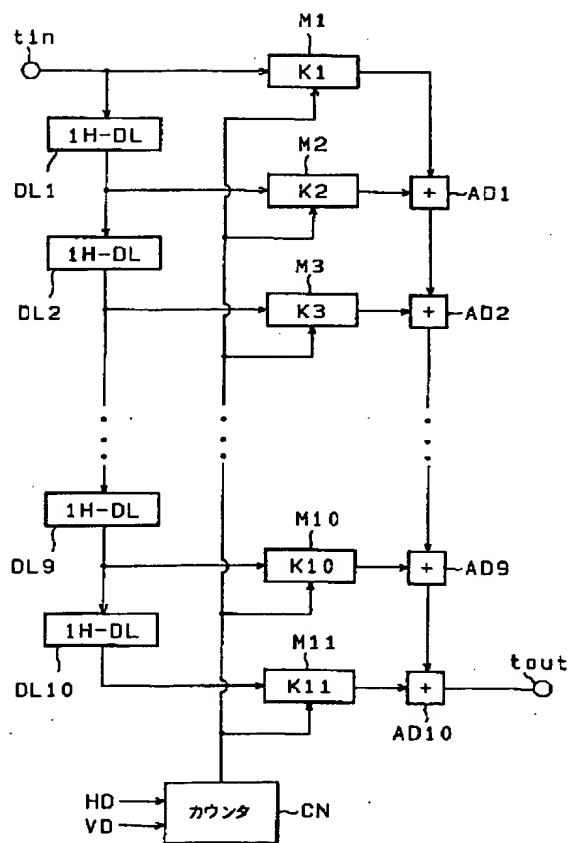 M1
tin
K1
1H-DL
M2
DL1
K2
+
AD1
1H-DL
M3
DL2
K3
+
AD2
1H-DL
M10
DL9
K10
+
AD9
1H-DL
M11
tout
DL10
K11
+
AD10
HD
カウンタ
CN
VD